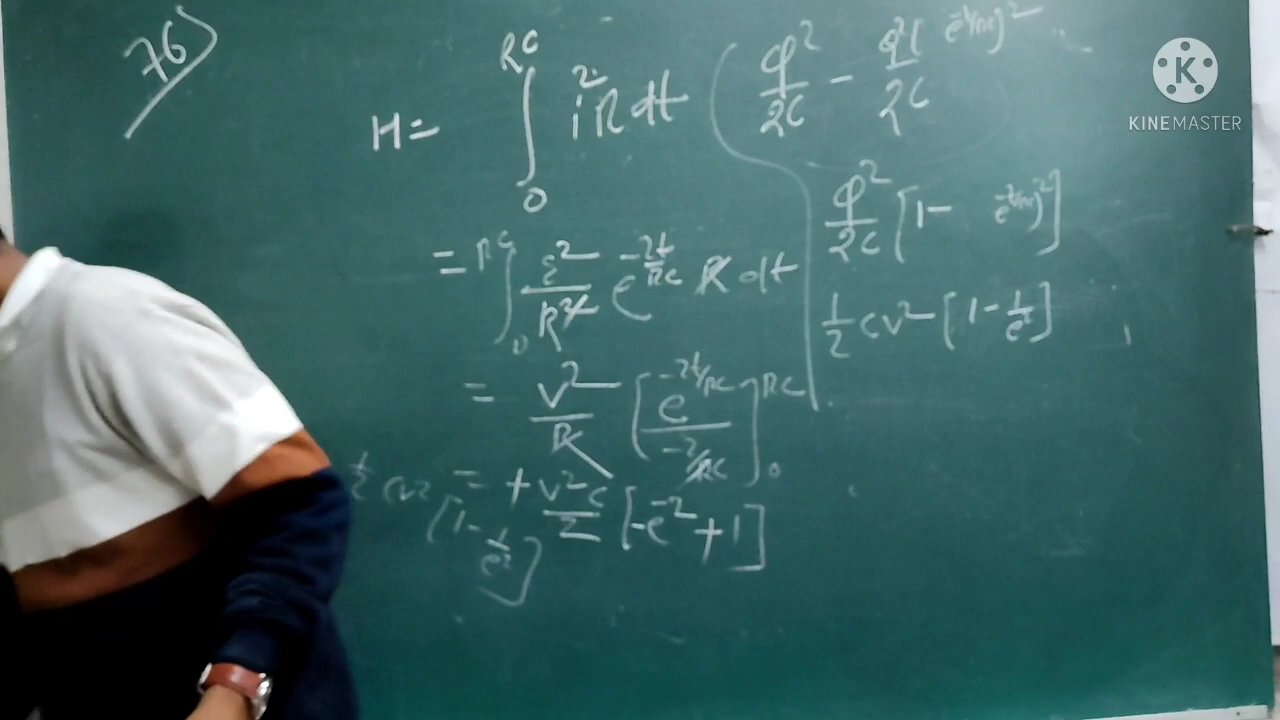 76)
H = ∫₀^{RC} i² R dt
= ∫₀^{RC} ε²/R² e^{-2t/RC} R dt
= V²/R [e^{-2t/RC} / -2/RC]₀^{RC}
= + V²C/2 [-e^{-2} + 1]
½ CV² [1 - 1/e²]
Q²/2C - Q²(e^{-t/RC})²/2C
Q²/2C [1 - e^{-t/RC})²]
½ CV² [1 - 1/e²]
KINEMASTER